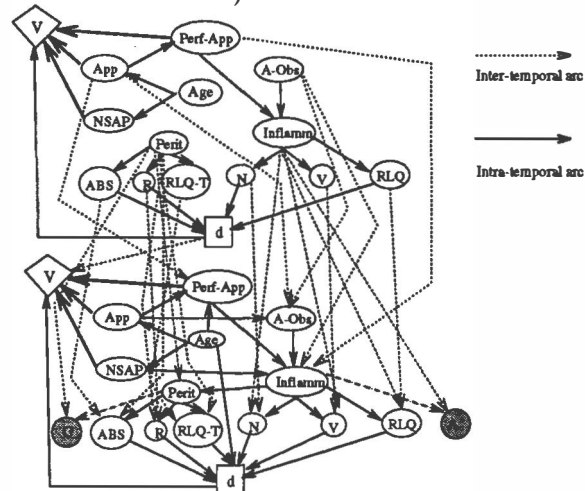 V
Perf-App
App
A-Obs
Inter-temporal arc
Age
NSAP
Inflamm
Perit
Intra-temporal arc
ABS
R
RLQ-T
N
V
RLQ
d
V
Perf-App
App
A-Obs
Age
NSAP
Inflamm
Perit
ABS
R
RLQ-T
N
V
RLQ
d